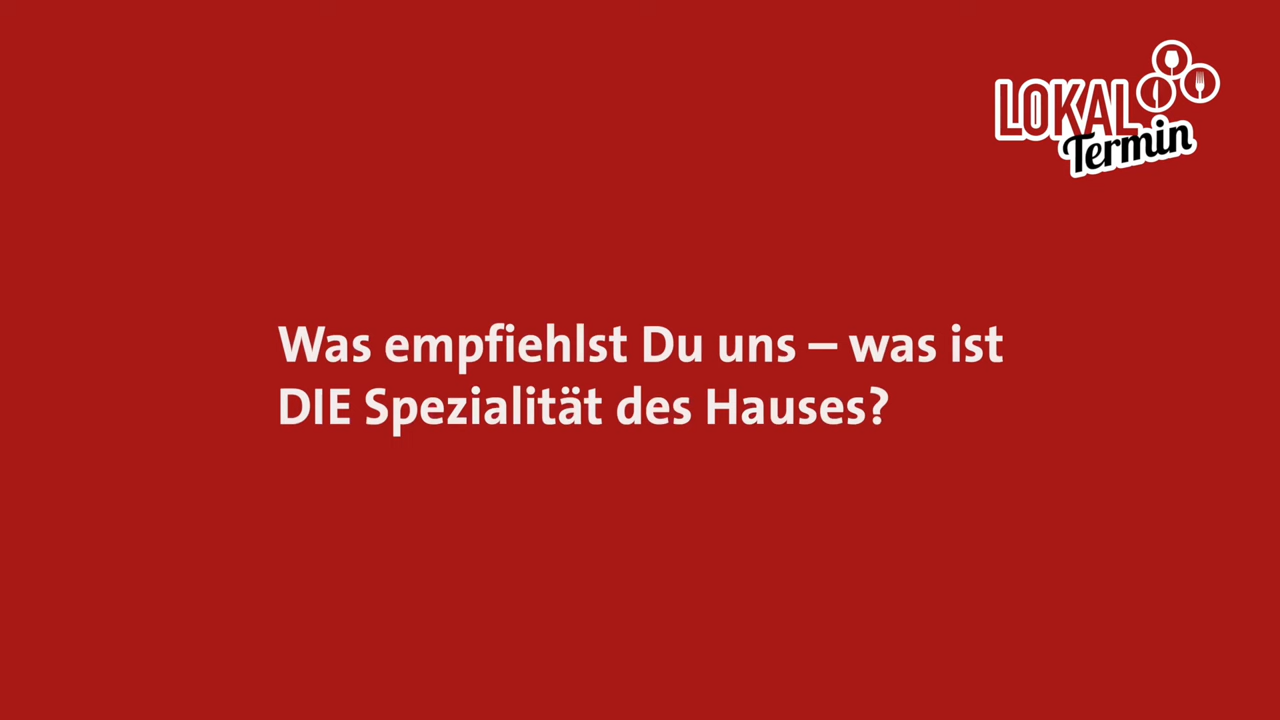 LOKAL
Termin
Was empfiehlst Du uns – was ist
DIE Spezialität des Hauses?